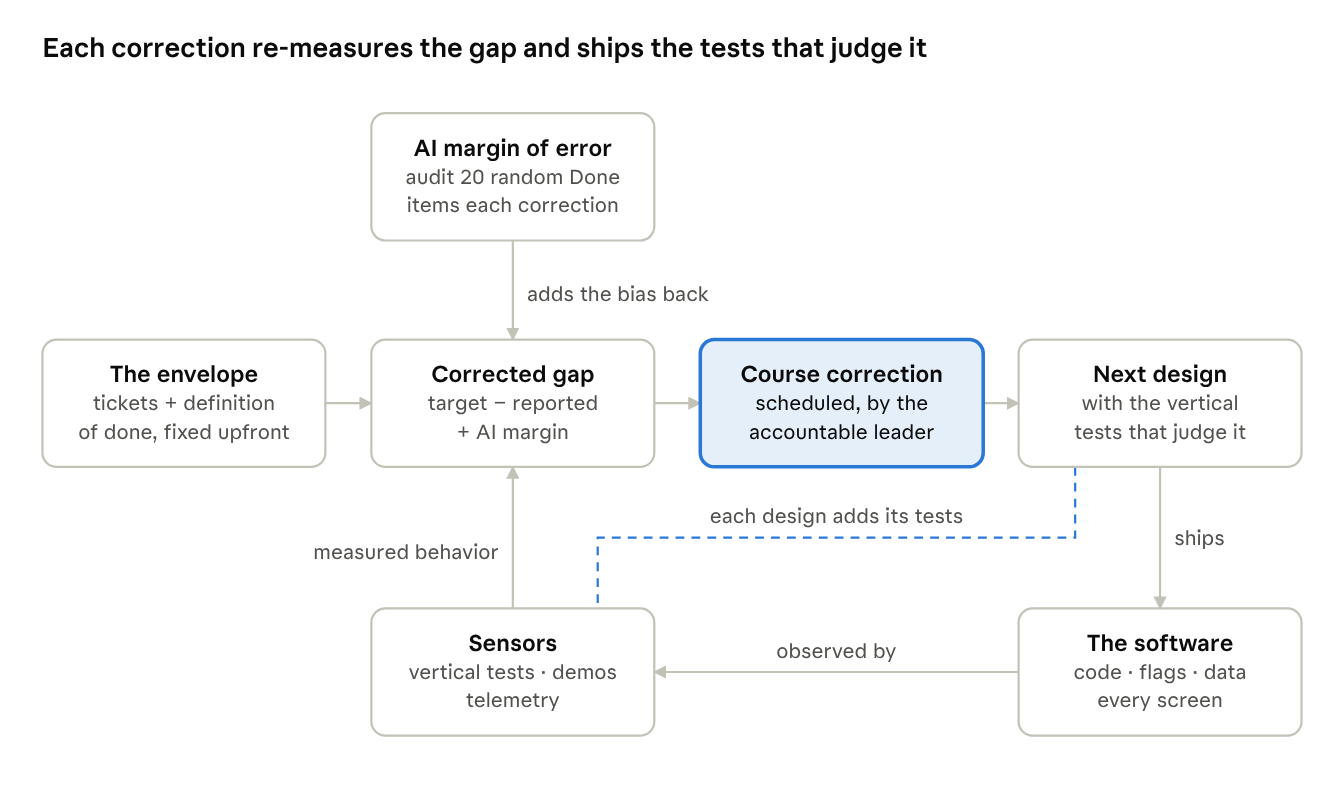 Each correction re-measures the gap and ships the tests that judge it
AI margin of error
audit 20 random Done
items each correction
adds the bias back
The envelope
tickets + definition
of done, fixed upfront
Corrected gap
target − reported
+ AI margin
Course correction
scheduled, by the
accountable leader
Next design
with the vertical
tests that judge it
each design adds its tests
measured behavior
ships
Sensors
vertical tests · demos
telemetry
observed by
The software
code · flags · data
every screen